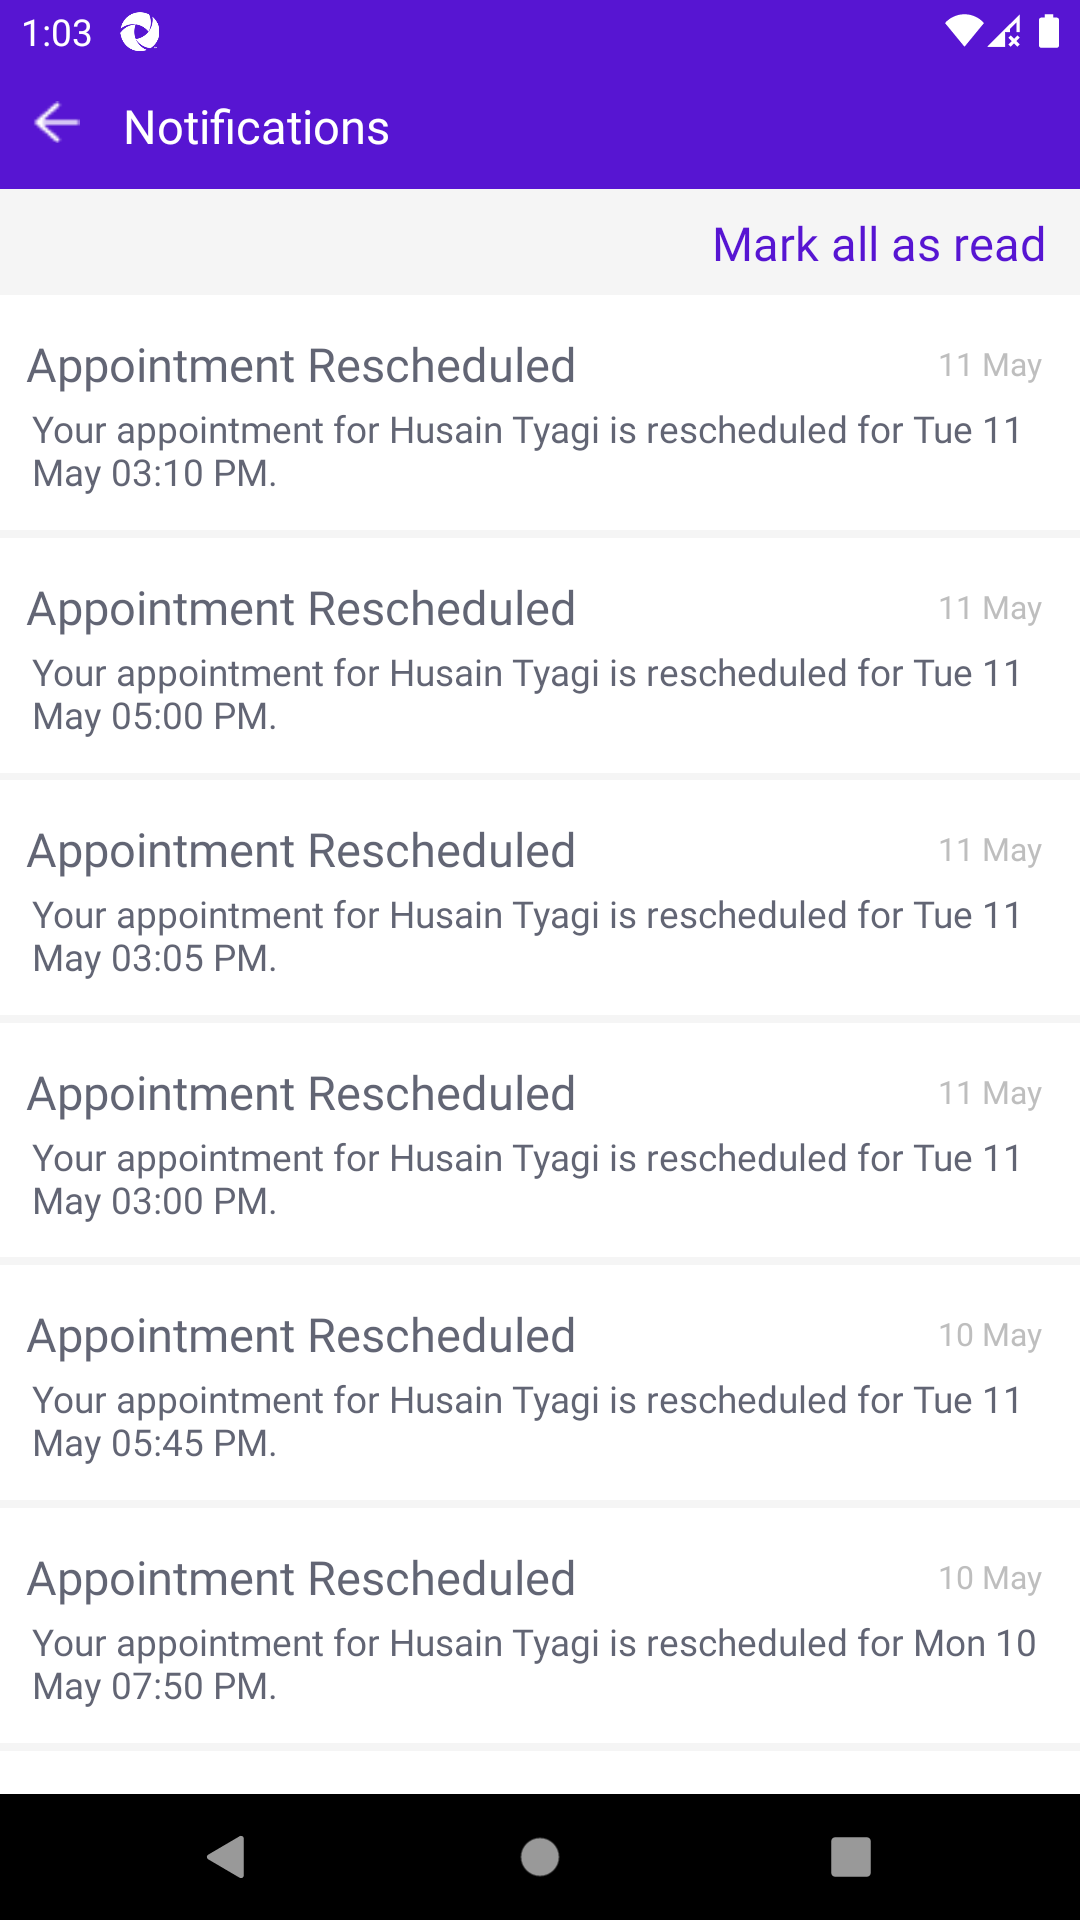 1:03
Notifications
Mark all as read
Appointment Rescheduled
11 May
Your appointment for Husain Tyagi is rescheduled for Tue 11
May 03:10 PM.
Appointment Rescheduled
11 May
Your appointment for Husain Tyagi is rescheduled for Tue 11
May 05:00 PM.
Appointment Rescheduled
11 May
Your appointment for Husain Tyagi is rescheduled for Tue 11
May 03:05 PM.
Appointment Rescheduled
11 May
Your appointment for Husain Tyagi is rescheduled for Tue 11
May 03:00 PM.
Appointment Rescheduled
10 May
Your appointment for Husain Tyagi is rescheduled for Tue 11
May 05:45 PM.
Appointment Rescheduled
10 May
Your appointment for Husain Tyagi is rescheduled for Mon 10
May 07:50 PM.